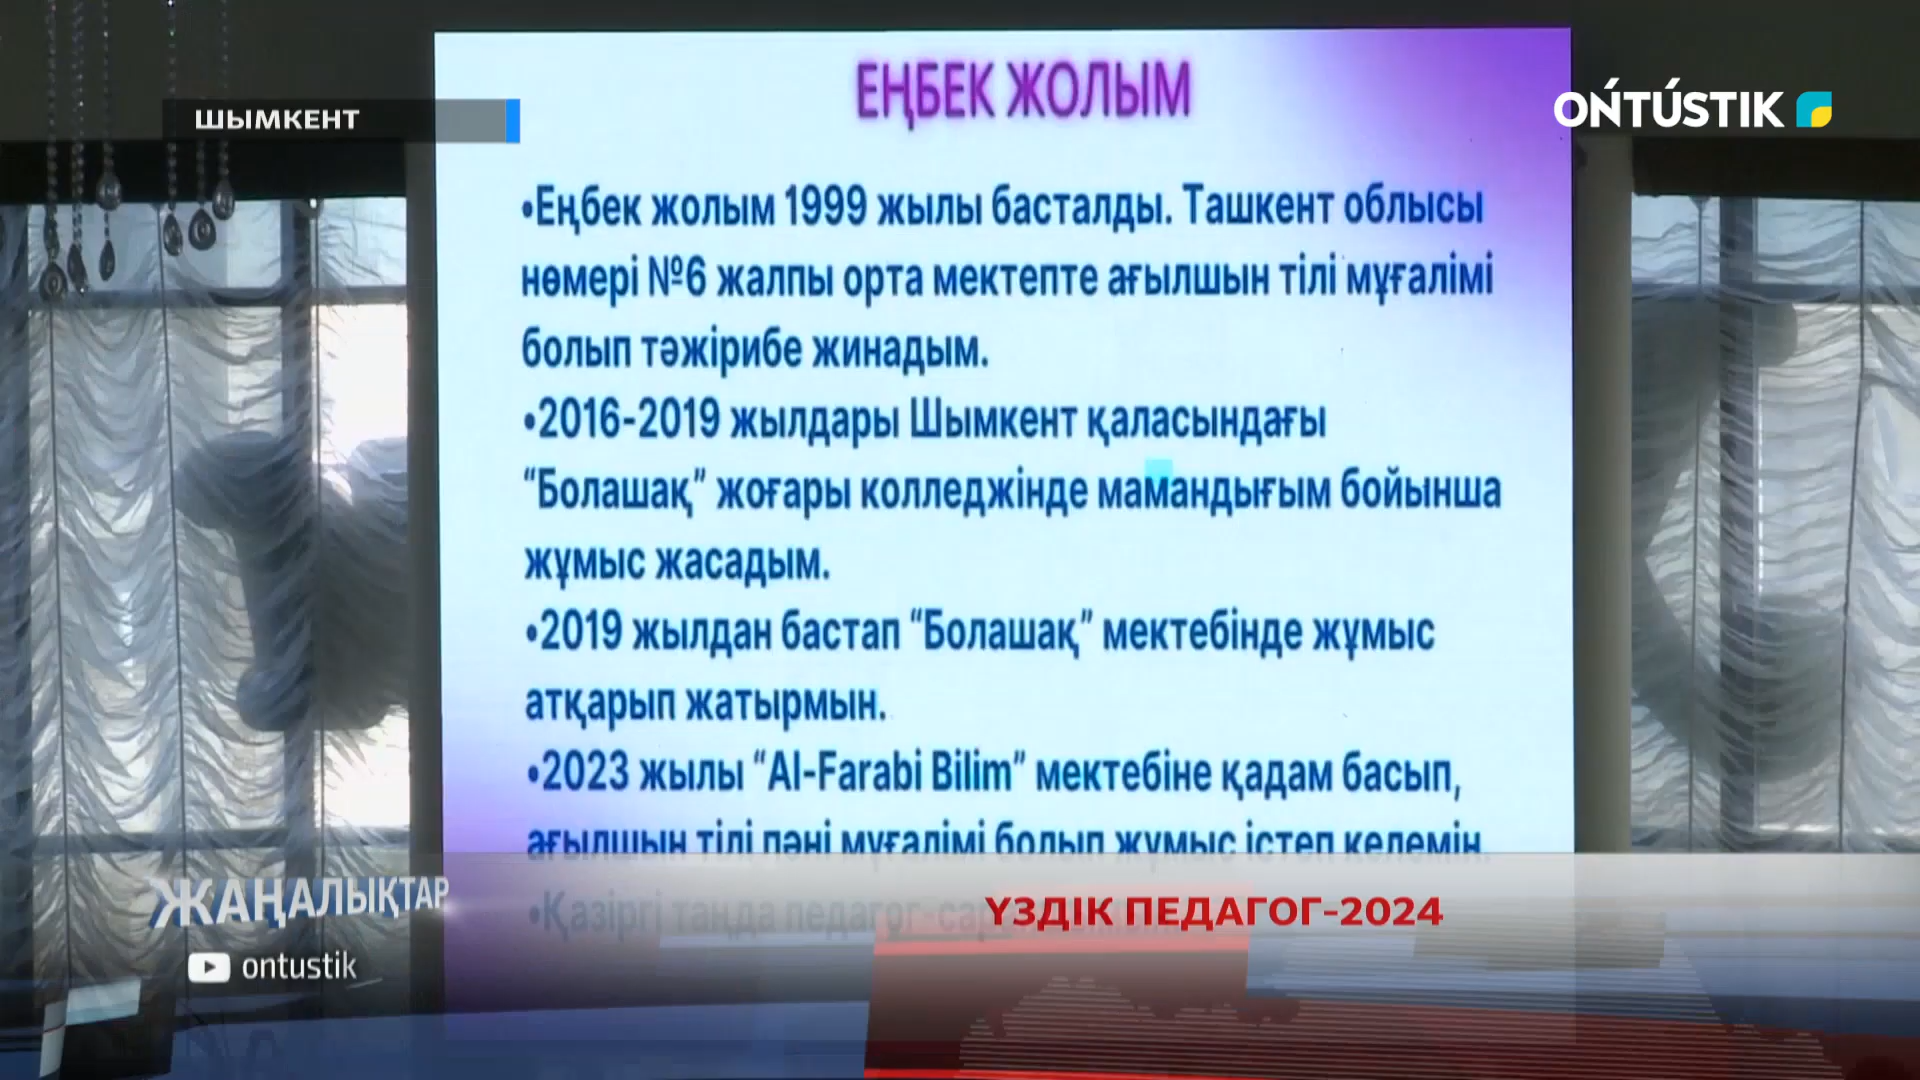 ЕҢБЕК ЖОЛЫМ
ШЫМКЕНТ
OŃTÚSTIK
•Еңбек жолым 1999 жылы басталды. Ташкент облысы
нөмері №6 жалпы орта мектепте ағылшын тілі мұғалімі
болып тәжірибе жинадым.
•2016-2019 жылдары Шымкент қаласындағы
“Болашақ” жоғары колледжінде мамандығым бойынша
жұмыс жасадым.
•2019 жылдан бастап “Болашақ” мектебінде жұмыс
атқарып жатырмын.
•2023 жылы “Al-Farabi Bilim” мектебіне қадам басып,
ағылшын тілі пәні мұғалімі болып жұмыс істеп келемін.
•Қазіргі таңда
ЖАҢАЛЫҚТАР
ҮЗДІК ПЕДАГОГ-2024
ontustik